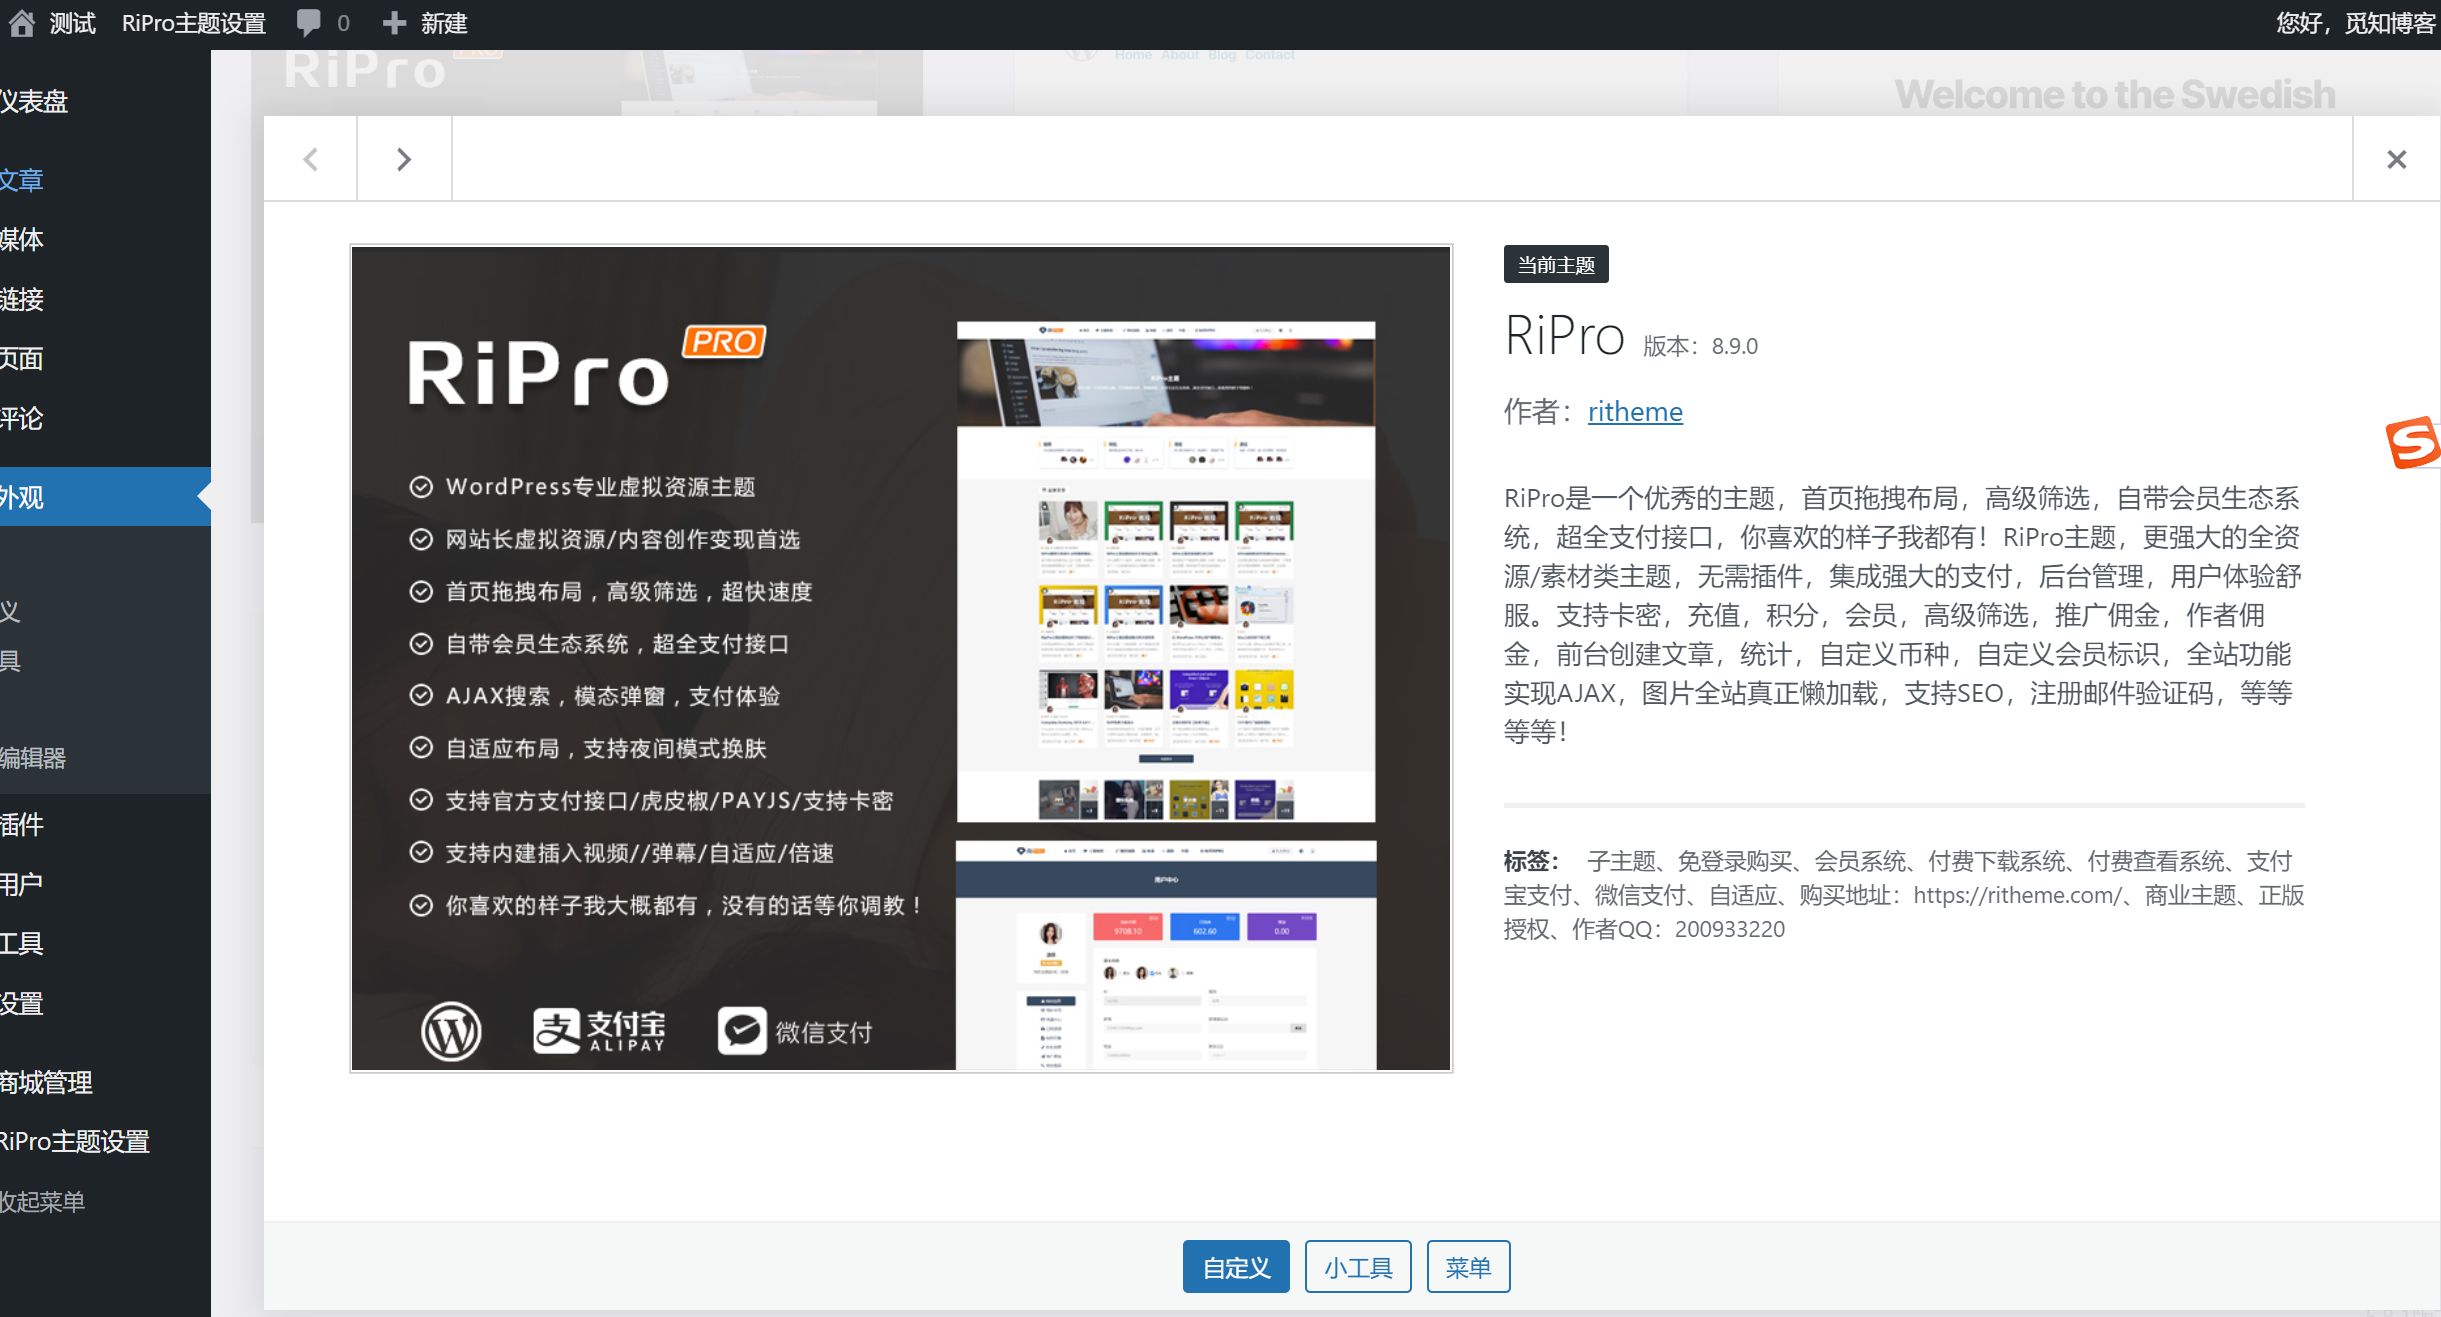 测试 RiPro主题设置 0 新建 您好，觅知博客
RiPro
Home About Blog Contact
Welcome to the Swedish
仪表盘
文章
媒体
链接
页面
评论
外观
义
具
编辑器
插件
用户
工具
设置
商城管理
RiPro主题设置
收起菜单
RiPro PRO
WordPress专业虚拟资源主题
网站长虚拟资源/内容创作变现首选
首页拖拽布局，高级筛选，超快速度
自带会员生态系统，超全支付接口
AJAX搜索，模态弹窗，支付体验
自适应布局，支持夜间模式换肤
支持官方支付接口/虎皮椒/PAYJS/支持卡密
支持内建插入视频//弹幕/自适应/倍速
你喜欢的样子我大概都有，没有的话等你调教！
支付宝
ALIPAY
微信支付
RiPro主题
用户中心
9708.10
602.60
0.00
当前主题
RiPro 版本：8.9.0
作者：ritheme
RiPro是一个优秀的主题，首页拖拽布局，高级筛选，自带会员生态系
统，超全支付接口，你喜欢的样子我都有！RiPro主题，更强大的全资
源/素材类主题，无需插件，集成强大的支付，后台管理，用户体验舒
服。支持卡密，充值，积分，会员，高级筛选，推广佣金，作者佣
金，前台创建文章，统计，自定义币种，自定义会员标识，全站功能
实现AJAX，图片全站真正懒加载，支持SEO，注册邮件验证码，等等
等等！
标签： 子主题、免登录购买、会员系统、付费下载系统、付费查看系统、支付
宝支付、微信支付、自适应、购买地址：https://ritheme.com/、商业主题、正版
授权、作者QQ：200933220
自定义 小工具 菜单